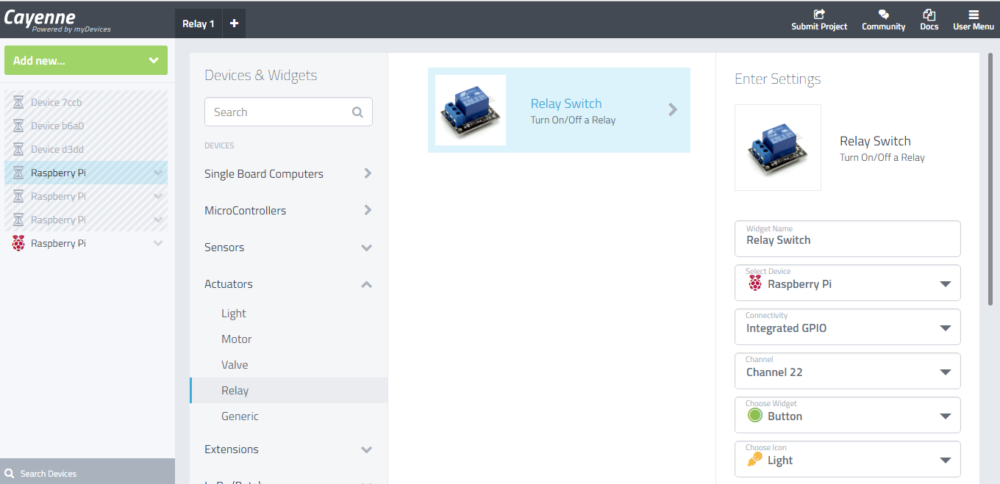 Cayenne
Powered by myDevices
Relay 1
+
Submit Project
Community
Docs
User Menu
Add new...
Device 7ccb
Device b6a0
Device d3dd
Raspberry Pi
Raspberry Pi
Raspberry Pi
Raspberry Pi
Search Devices
Devices & Widgets
Search
DEVICES
Single Board Computers
MicroControllers
Sensors
Actuators
Light
Motor
Valve
Relay
Generic
Extensions
Relay Switch
Turn On/Off a Relay
Enter Settings
Relay Switch
Turn On/Off a Relay
Widget Name
Relay Switch
Select Device
Raspberry Pi
Connectivity
Integrated GPIO
Channel
Channel 22
Choose Widget
Button
Choose Icon
Light